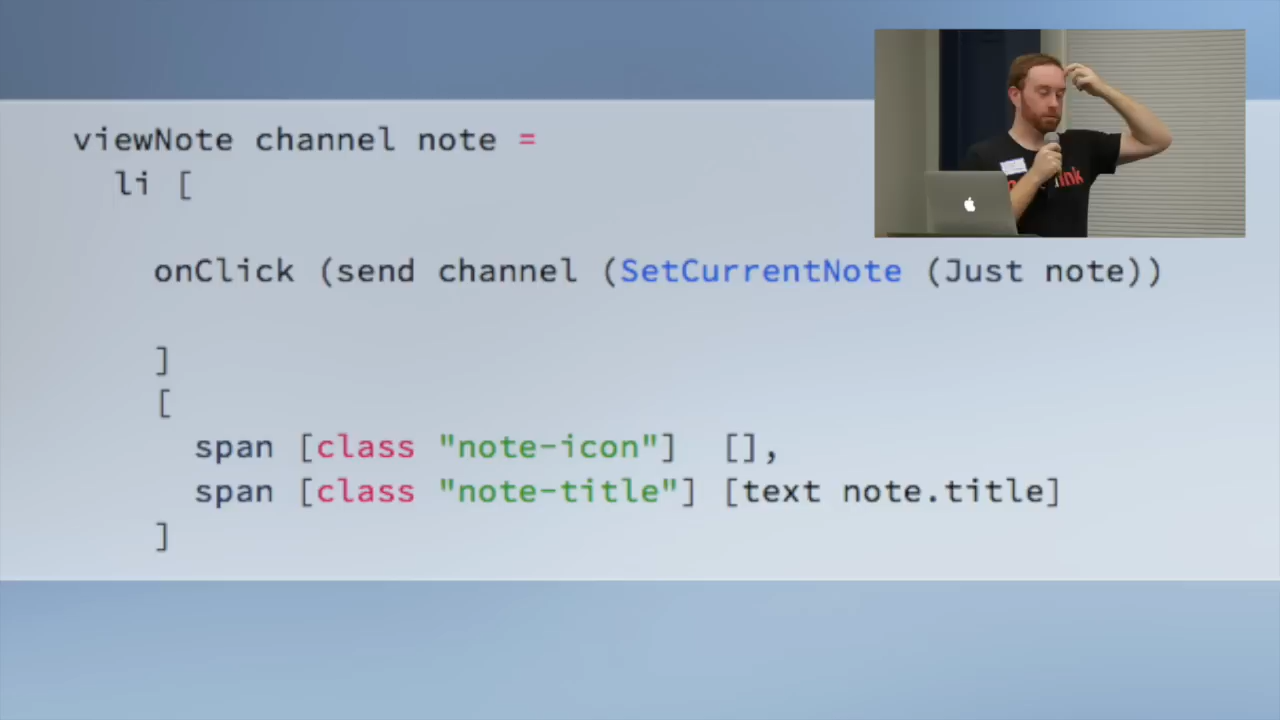 viewNote channel note =
li [
onClick (send channel (SetCurrentNote (Just note))
]
[
span [class "note-icon"] [],
span [class "note-title"] [text note.title]
]